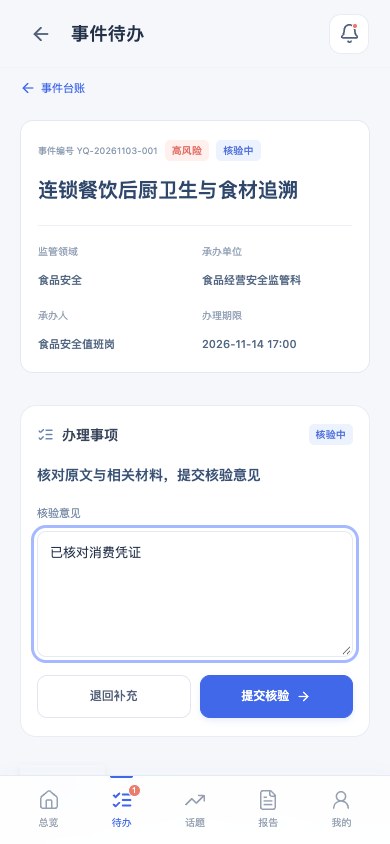 事件待办
事件台账
事件编号 YQ-20261103-001 高风险 核验中
连锁餐饮后厨卫生与食材追溯
监管领域 承办单位
食品安全 食品经营安全监管科
承办人 办理期限
食品安全值班岗 2026-11-14 17:00
办理事项 核验中
核对原文与相关材料，提交核验意见
核验意见
已核对消费凭证
退回补充 提交核验
1
总览 待办 话题 报告 我的